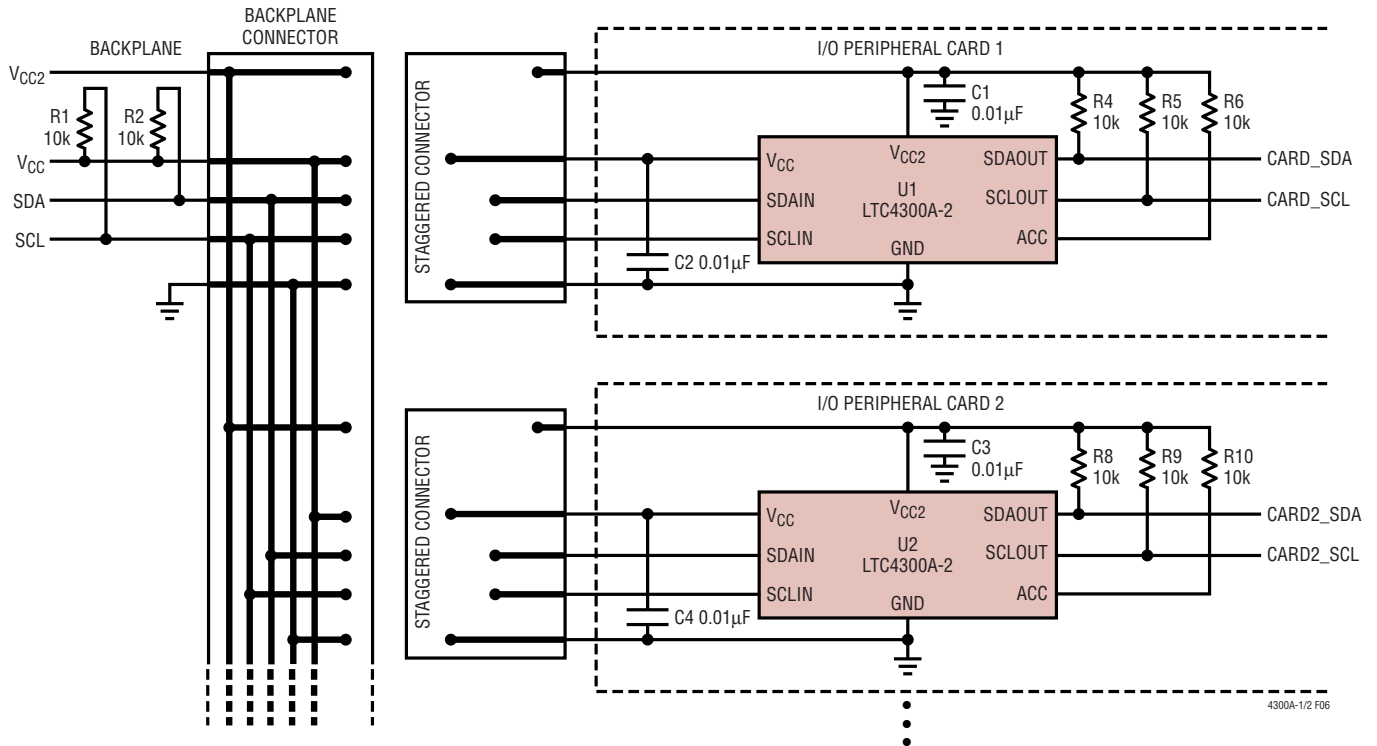 BACKPLANE
CONNECTOR
BACKPLANE
VCC2
R1
10k
R2
10k
VCC
SDA
SCL
STAGGERED CONNECTOR
I/O PERIPHERAL CARD 1
C1
0.01μF
R4
10k
R5
10k
R6
10k
VCC
VCC2
SDAOUT
CARD_SDA
SDAIN
U1
LTC4300A-2
SCLOUT
CARD_SCL
SCLIN
GND
ACC
C2 0.01μF
STAGGERED CONNECTOR
I/O PERIPHERAL CARD 2
C3
0.01μF
R8
10k
R9
10k
R10
10k
VCC
VCC2
SDAOUT
CARD2_SDA
SDAIN
U2
LTC4300A-2
SCLOUT
CARD2_SCL
SCLIN
GND
ACC
C4 0.01μF
4300A-1/2 F06